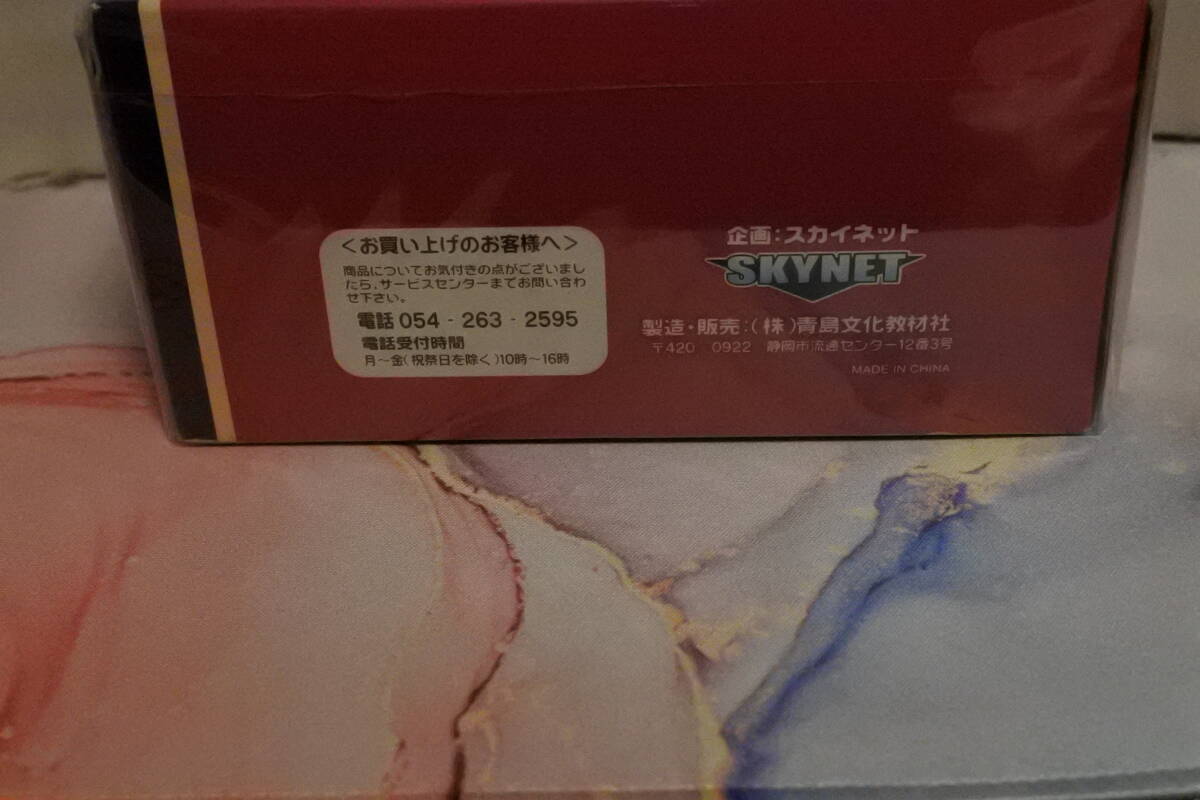 <お買い上げのお客様へ>
商品についてお気付きの点がございまし
たら、サービスセンターまでお問い合わ
せ下さい。
電話 054 - 263 - 2595
電話受付時間
月～金(祝祭日を除く)10時～16時
企画:スカイネット
SKYNET
製造・販売:(株)青島文化教材社
〒420 0922 静岡市流通センター12番3号
MADE IN CHINA